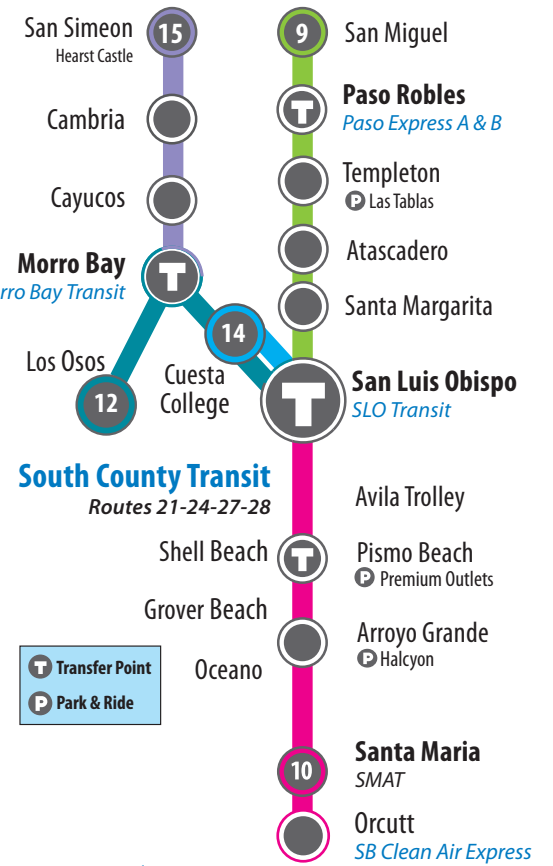 San Simeon
Hearst Castle
15
9
San Miguel
Cambria
T
Paso Robles
Paso Express A & B
Cayucos
Templeton
P Las Tablas
Morro Bay
rro Bay Transit
T
Atascadero
Santa Margarita
14
Los Osos
12
Cuesta
College
T
San Luis Obispo
SLO Transit
South County Transit
Routes 21-24-27-28
Avila Trolley
Shell Beach
T
Pismo Beach
P Premium Outlets
Grover Beach
Arroyo Grande
P Halcyon
Oceano
T Transfer Point
P Park & Ride
10
Santa Maria
SMAT
Orcutt
SB Clean Air Express